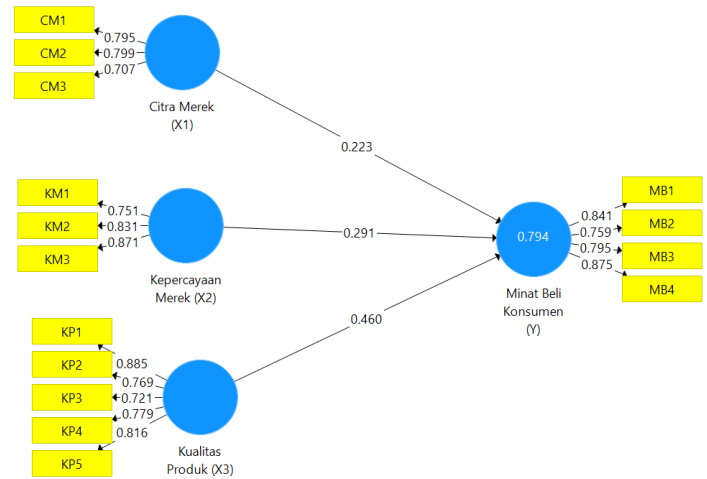 CM1
CM2
CM3
0.795
0.799
0.707
Citra Merek
(X1)
0.223
KM1
KM2
KM3
0.751
0.831
0.871
Kepercayaan
Merek (X2)
0.291
KP1
KP2
KP3
KP4
KP5
0.885
0.769
0.721
0.779
0.816
Kualitas
Produk (X3)
0.460
0.794
Minat Beli
Konsumen
(Y)
0.841
0.759
0.795
0.875
MB1
MB2
MB3
MB4